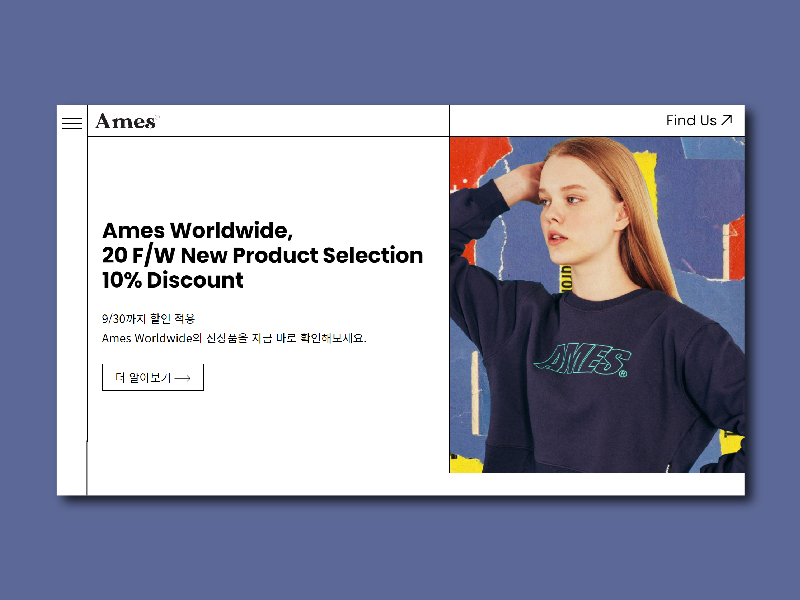 Ames
Find Us
Ames Worldwide,
20 F/W New Product Selection
10% Discount
9/30까지 할인 적용
Ames Worldwide의 신상품을 지금 바로 확인해보세요.
더 알아보기
AMES®